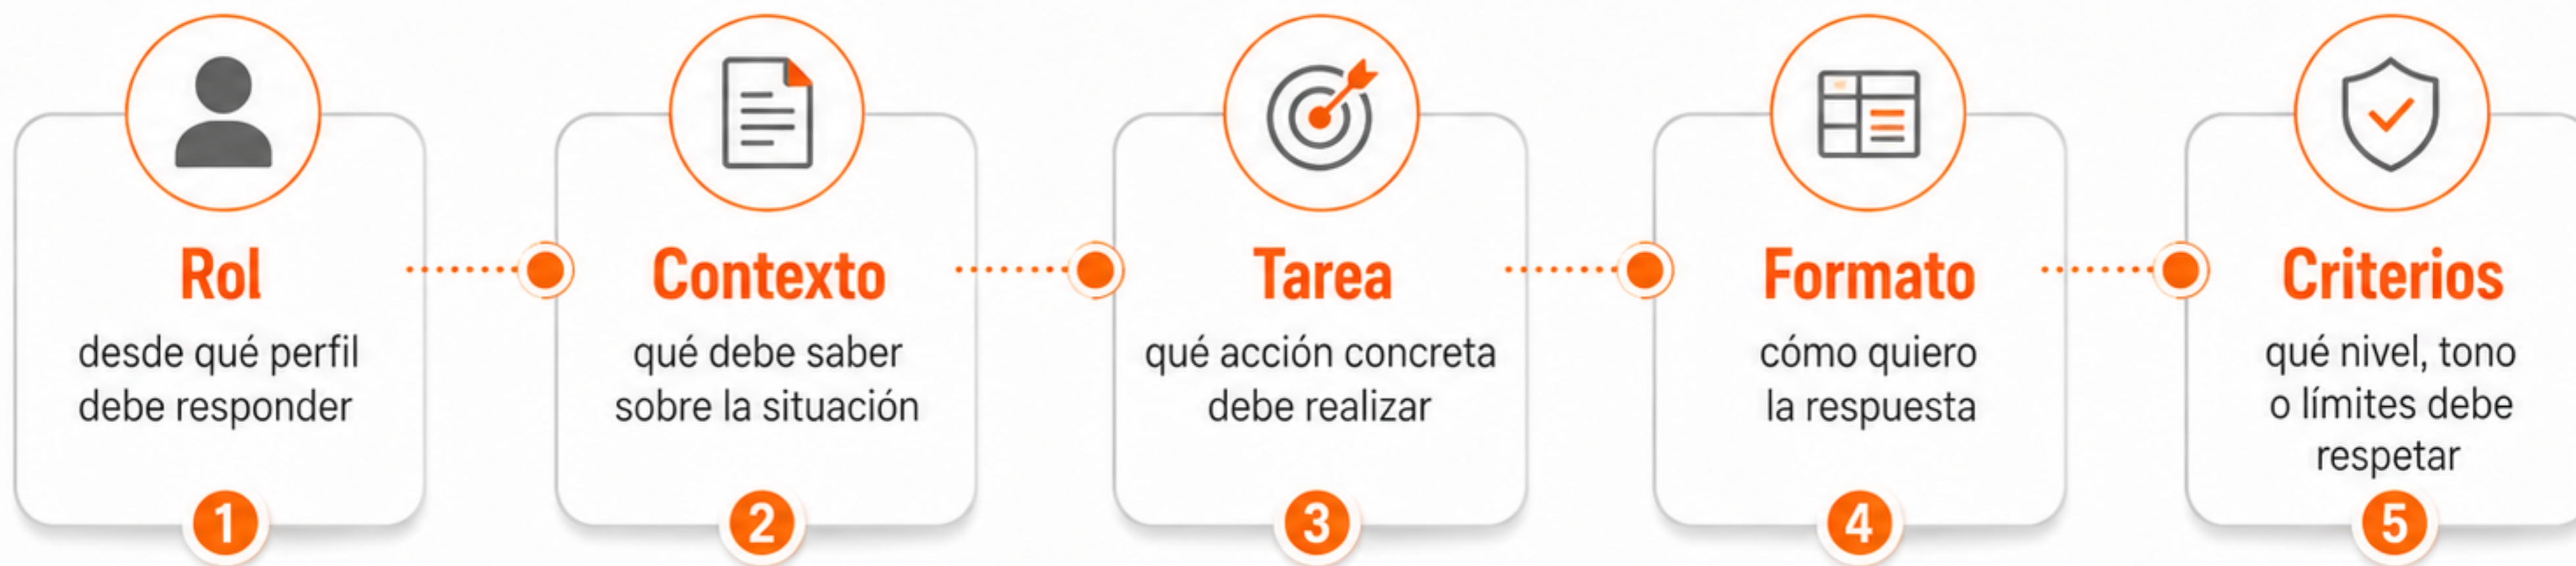 Rol
desde qué perfil
debe responder
1
Contexto
qué debe saber
sobre la situación
2
Tarea
qué acción concreta
debe realizar
3
Formato
cómo quiero
la respuesta
4
Criterios
qué nivel, tono
o límites debe
respetar
5